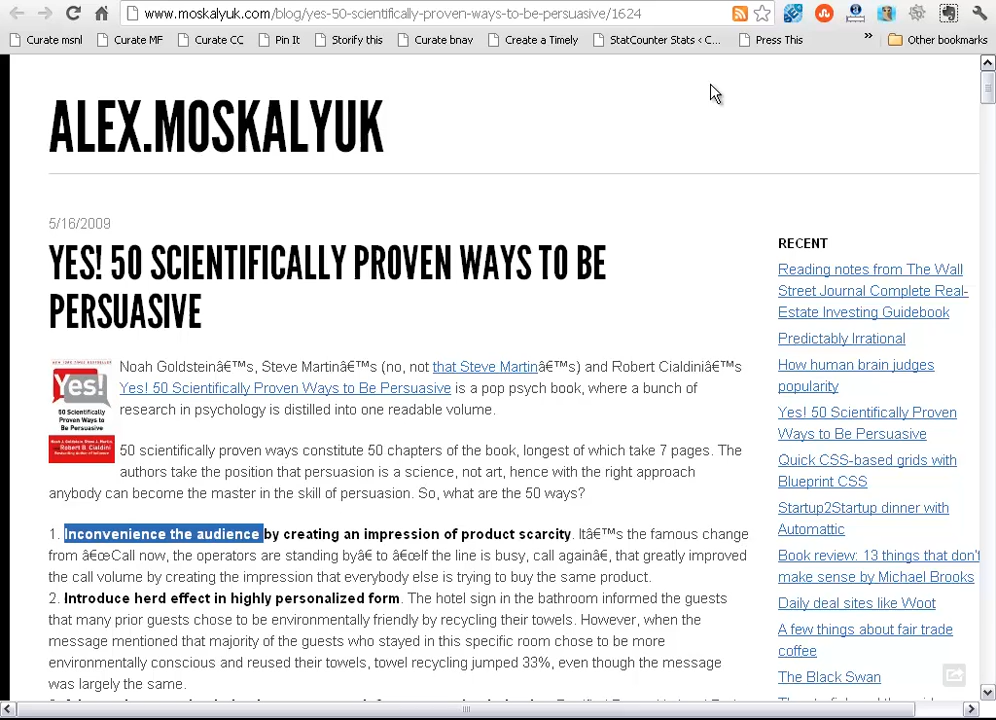 www.moskalyuk.com/blog/yes-50-scientifically-proven-ways-to-be-persuasive/1624
Curate msnl Curate MF Curate CC Pin It Storify this Curate bnav Create a Timely StatCounter Stats ‹ C... Press This » Other bookmarks
ALEX.MOSKALYUK
5/16/2009
YES! 50 SCIENTIFICALLY PROVEN WAYS TO BE
PERSUASIVE
Yes!
50 Scientifically
Proven Ways to
Be Persuasive
Noah Goldsteinâ€™s, Steve Martinâ€™s (no, not that Steve Martinâ€™s) and Robert Cialdiniâ€™s
Yes! 50 Scientifically Proven Ways to Be Persuasive is a pop psych book, where a bunch of
research in psychology is distilled into one readable volume.
50 scientifically proven ways constitute 50 chapters of the book, longest of which take 7 pages. The
authors take the position that persuasion is a science, not art, hence with the right approach
anybody can become the master in the skill of persuasion. So, what are the 50 ways?
1. Inconvenience the audience by creating an impression of product scarcity. Itâ€™s the famous change
from â€œCall now, the operators are standing byâ€ to â€œIf the line is busy, call againâ€, that greatly improved
the call volume by creating the impression that everybody else is trying to buy the same product.
2. Introduce herd effect in highly personalized form. The hotel sign in the bathroom informed the guests
that many prior guests chose to be environmentally friendly by recycling their towels. However, when the
message mentioned that majority of the guests who stayed in this specific room chose to be more
environmentally conscious and reused their towels, towel recycling jumped 33%, even though the message
was largely the same.
RECENT
Reading notes from The Wall
Street Journal Complete Real-
Estate Investing Guidebook
Predictably Irrational
How human brain judges
popularity
Yes! 50 Scientifically Proven
Ways to Be Persuasive
Quick CSS-based grids with
Blueprint CSS
Startup2Startup dinner with
Automattic
Book review: 13 things that don't
make sense by Michael Brooks
Daily deal sites like Woot
A few things about fair trade
coffee
The Black Swan